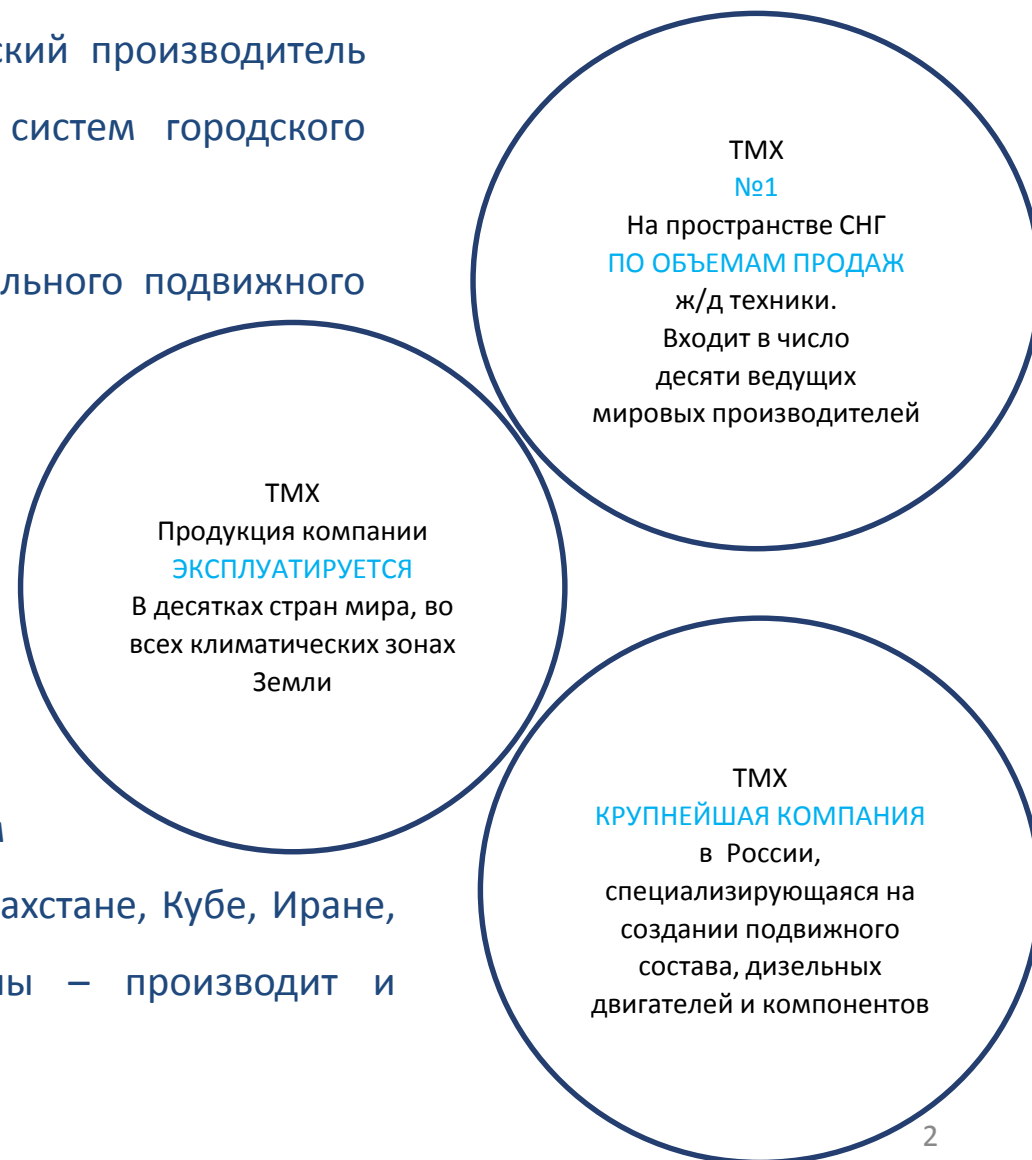 ский производитель
систем городского
льного подвижного
ахстане, Кубе, Иране,
ны – производит и
ТМХ
№1
На пространстве СНГ
ПО ОБЪЕМАМ ПРОДАЖ
ж/д техники.
Входит в число
десяти ведущих
мировых производителей
ТМХ
Продукция компании
ЭКСПЛУАТИРУЕТСЯ
В десятках стран мира, во
всех климатических зонах
Земли
ТМХ
КРУПНЕЙШАЯ КОМПАНИЯ
в России,
специализирующаяся на
создании подвижного
состава, дизельных
двигателей и компонентов
2